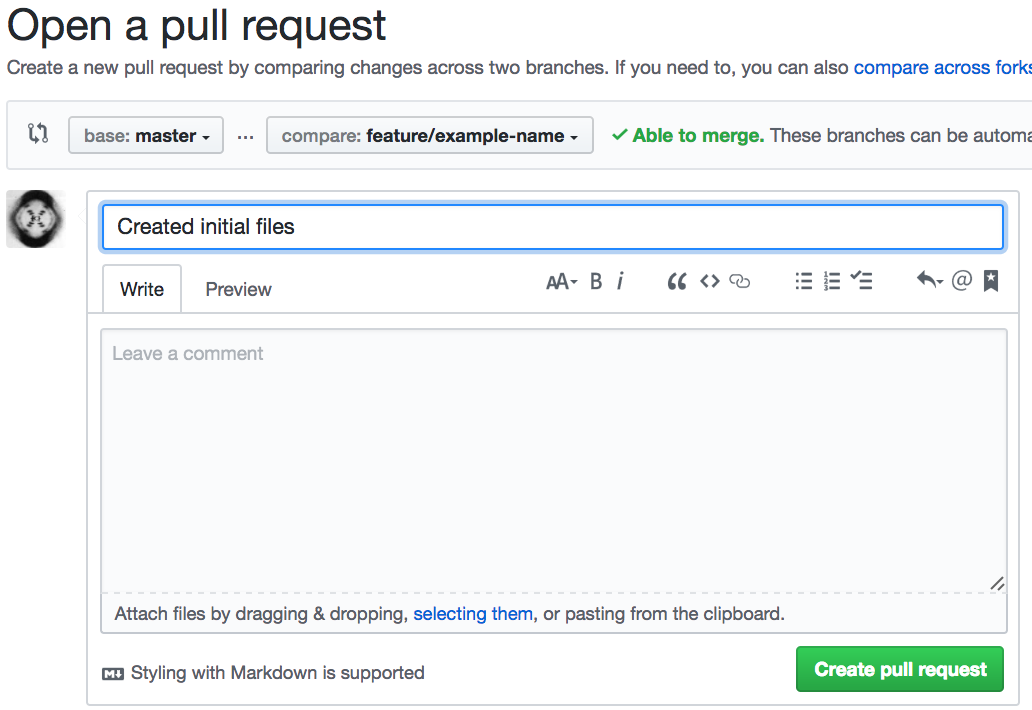 Open a pull request
Create a new pull request by comparing changes across two branches. If you need to, you can also compare across forks
base: master ... compare: feature/example-name ✓ Able to merge. These branches can be automa
Created initial files
Write Preview AA B i “ <> @
Leave a comment
Attach files by dragging & dropping, selecting them, or pasting from the clipboard.
M↓ Styling with Markdown is supported Create pull request